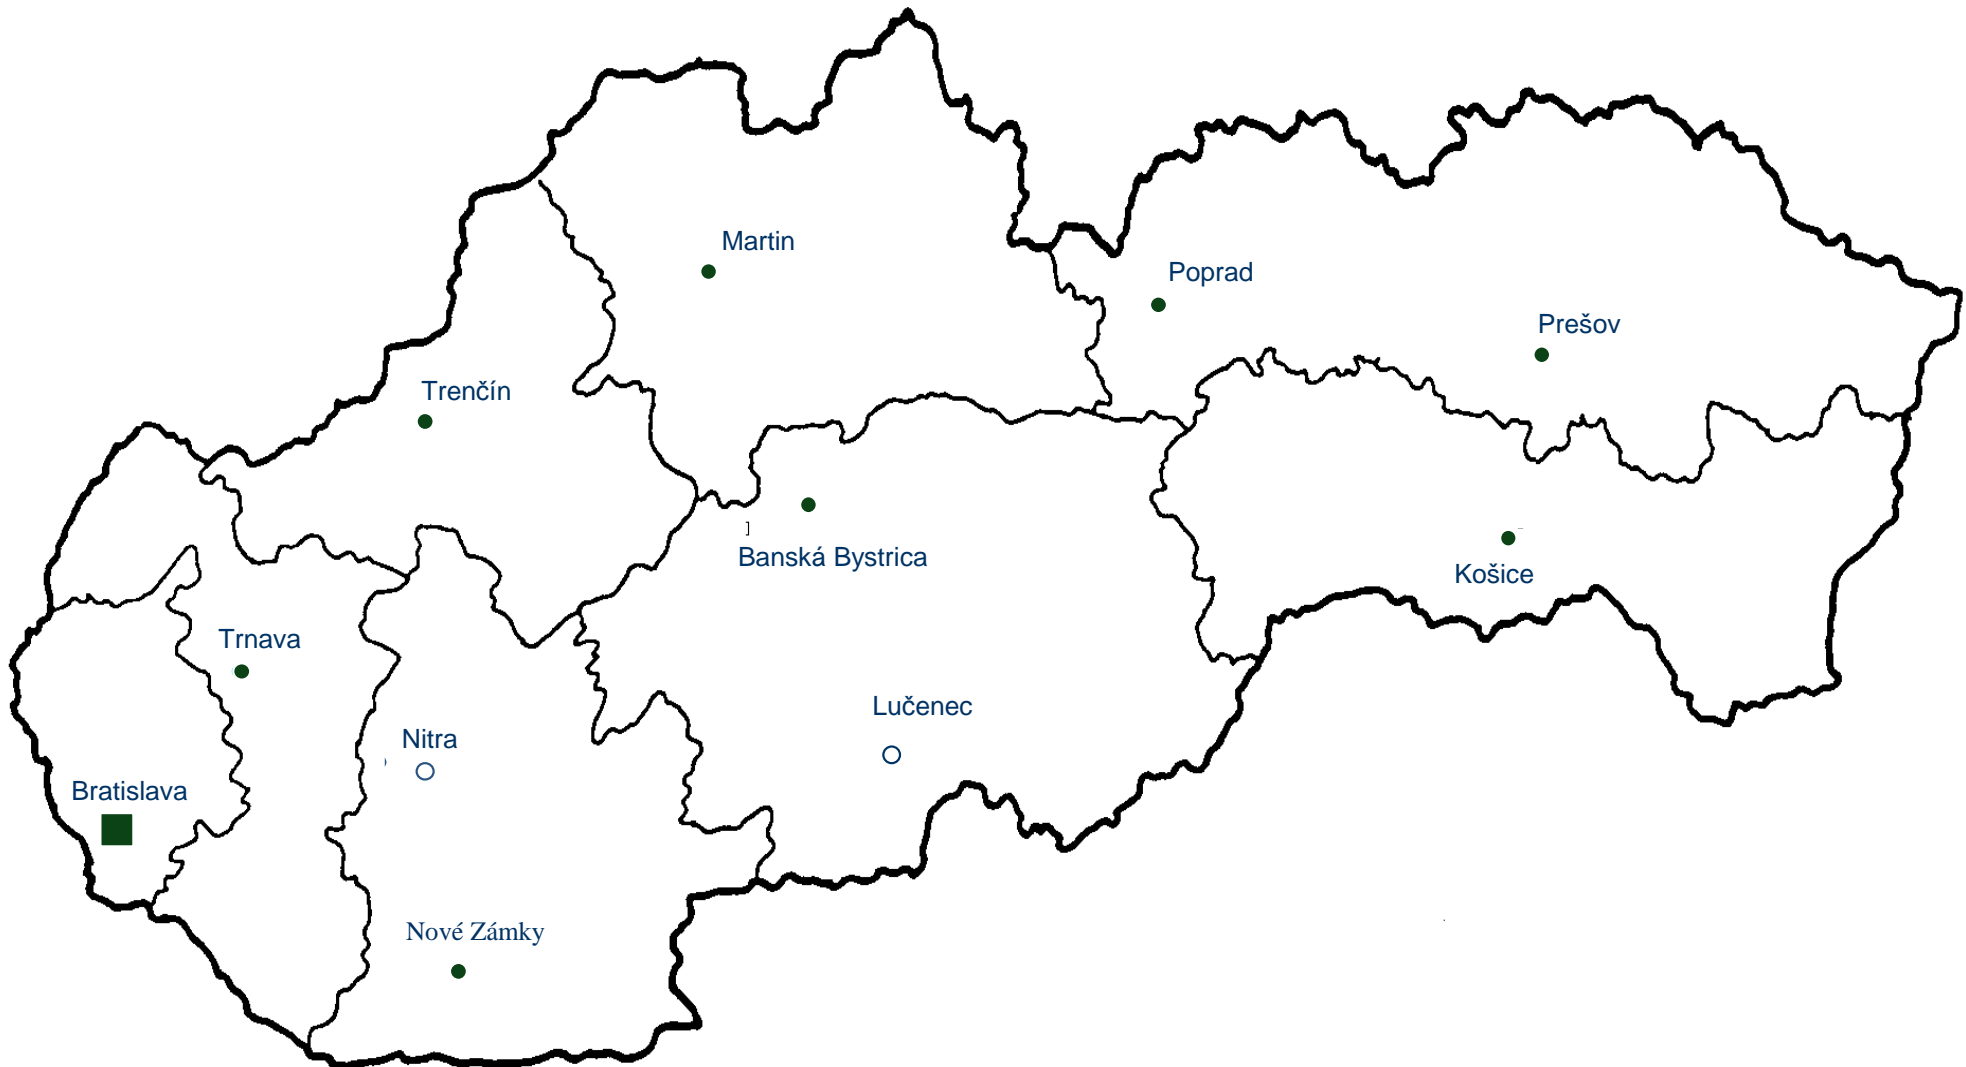 Martin
Poprad
Prešov
Trenčín
Banská Bystrica
Košice
Trnava
Lučenec
Nitra
Bratislava
Nové Zámky